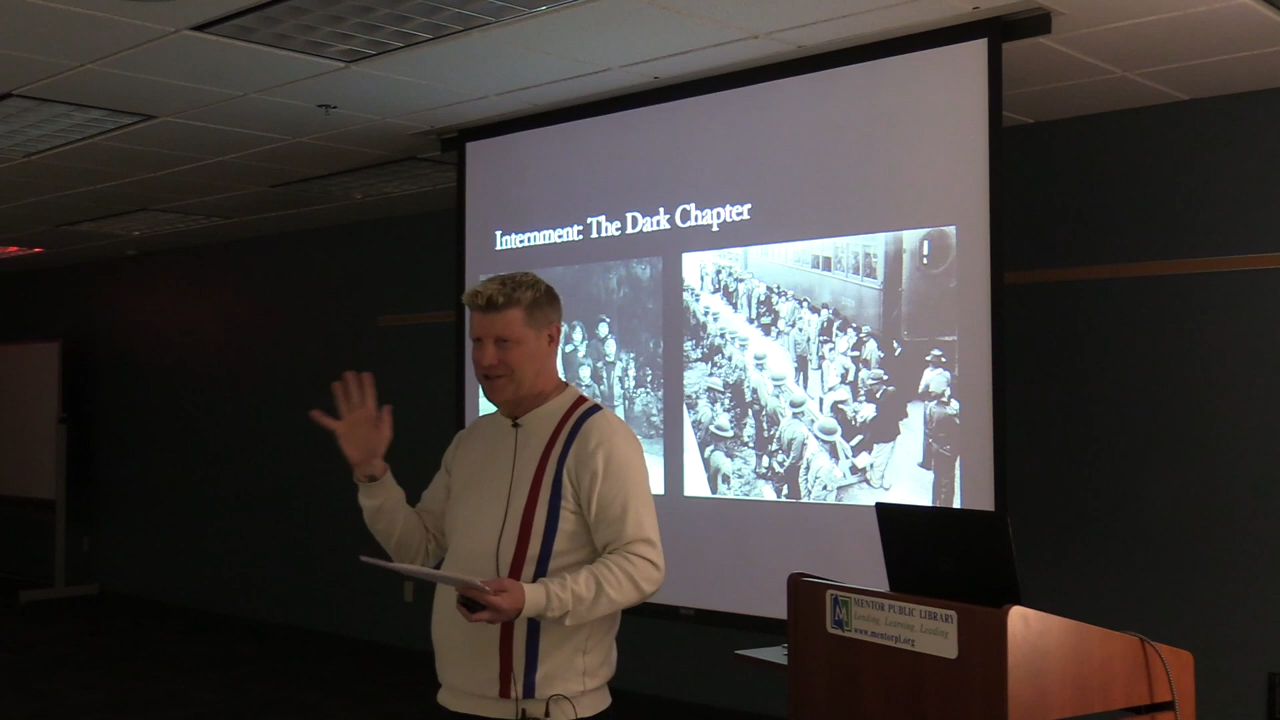 Internment: The Dark Chapter
MENTOR PUBLIC LIBRARY
Lending. Learning. Leading
www.mentorpl.org